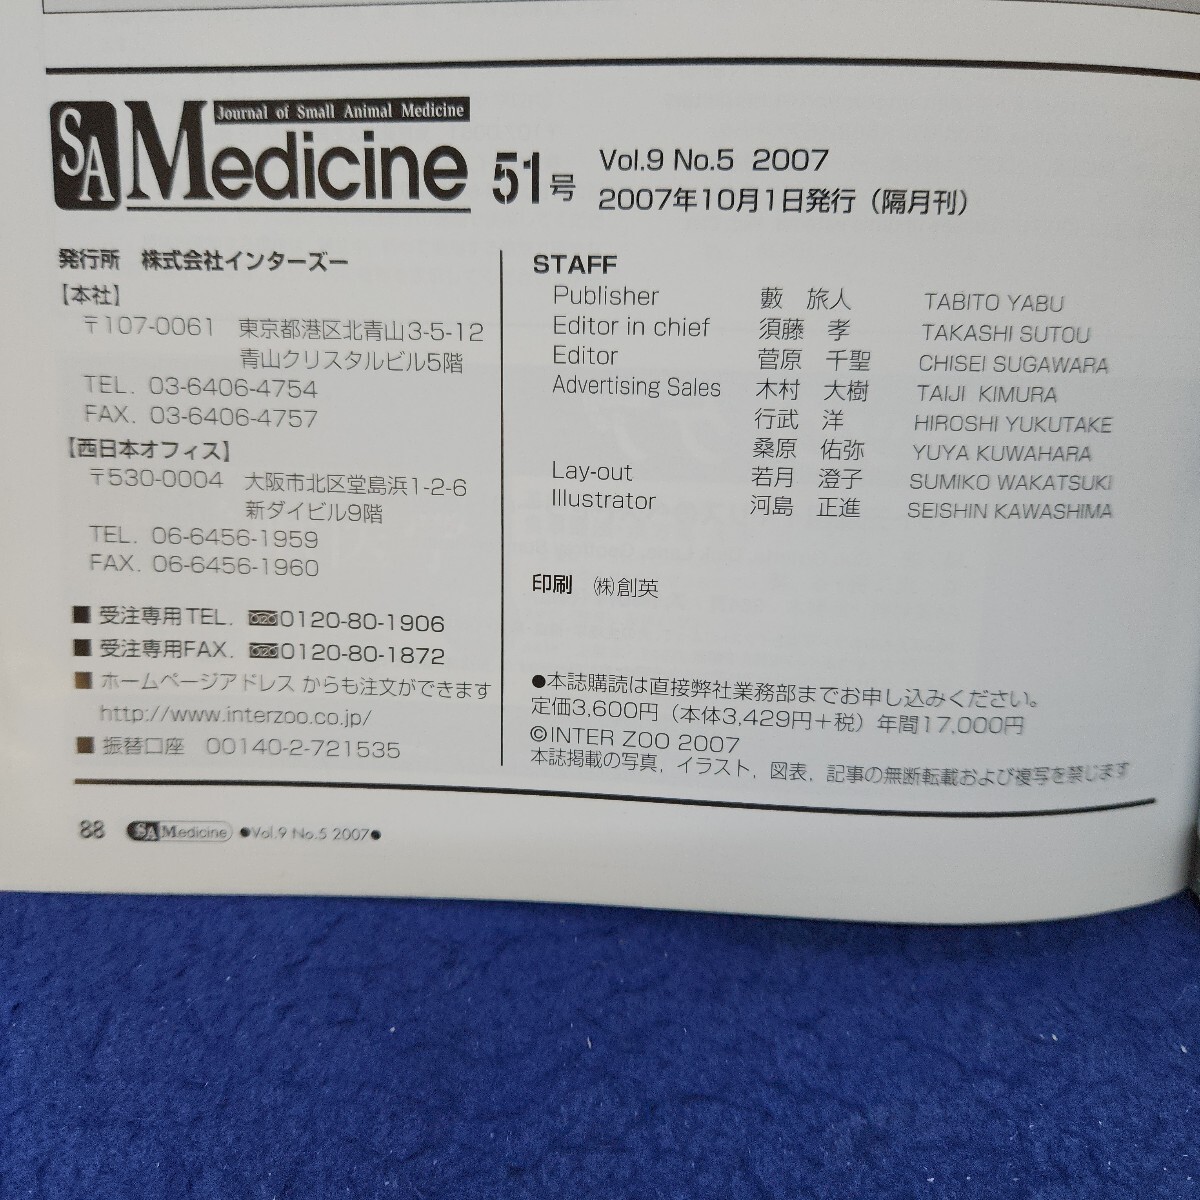 SA Medicine
Journal of Small Animal Medicine
51号
Vol.9 No.5 2007
2007年10月1日発行（隔月刊）
発行所　株式会社インターズー
【本社】
〒107-0061　東京都港区北青山3-5-12
青山クリスタルビル5階
TEL. 03-6406-4754
FAX. 03-6406-4757
【西日本オフィス】
〒530-0004　大阪市北区堂島浜1-2-6
新ダイビル9階
TEL. 06-6456-1959
FAX. 06-6456-1960
■ 受注専用TEL. 0120-80-1906
■ 受注専用FAX. 0120-80-1872
■ ホームページアドレス からも注文ができます
http://www.interzoo.co.jp/
■ 振替口座　00140-2-721535
STAFF
Publisher　藪　旅人　TABITO YABU
Editor in chief　須藤　孝　TAKASHI SUTOU
Editor　菅原　千聖　CHISEI SUGAWARA
Advertising Sales　木村　大樹　TAIJI KIMURA
行武　洋　HIROSHI YUKUTAKE
桑原　佑弥　YUYA KUWAHARA
Lay-out　若月　澄子　SUMIKO WAKATSUKI
Illustrator　河島　正進　SEISHIN KAWASHIMA
印刷　㈱創英
●本誌購読は直接弊社業務部までお申し込みください。
定価3,600円（本体3,429円＋税）年間17,000円
©INTER ZOO 2007
本誌掲載の写真，イラスト，図表，記事の無断転載および複写を禁じます
88 SA Medicine ●Vol.9 No.5 2007●